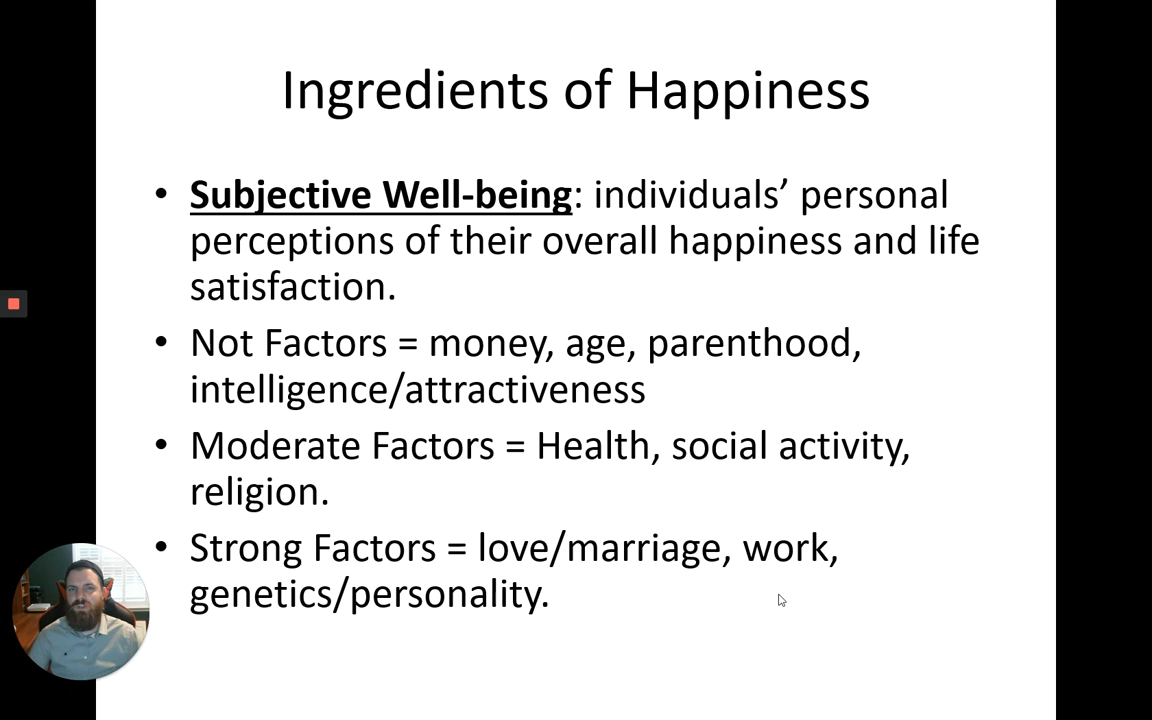 Ingredients of Happiness
• Subjective Well-being: individuals’ personal
perceptions of their overall happiness and life
satisfaction.
• Not Factors = money, age, parenthood,
intelligence/attractiveness
• Moderate Factors = Health, social activity,
religion.
• Strong Factors = love/marriage, work,
genetics/personality.